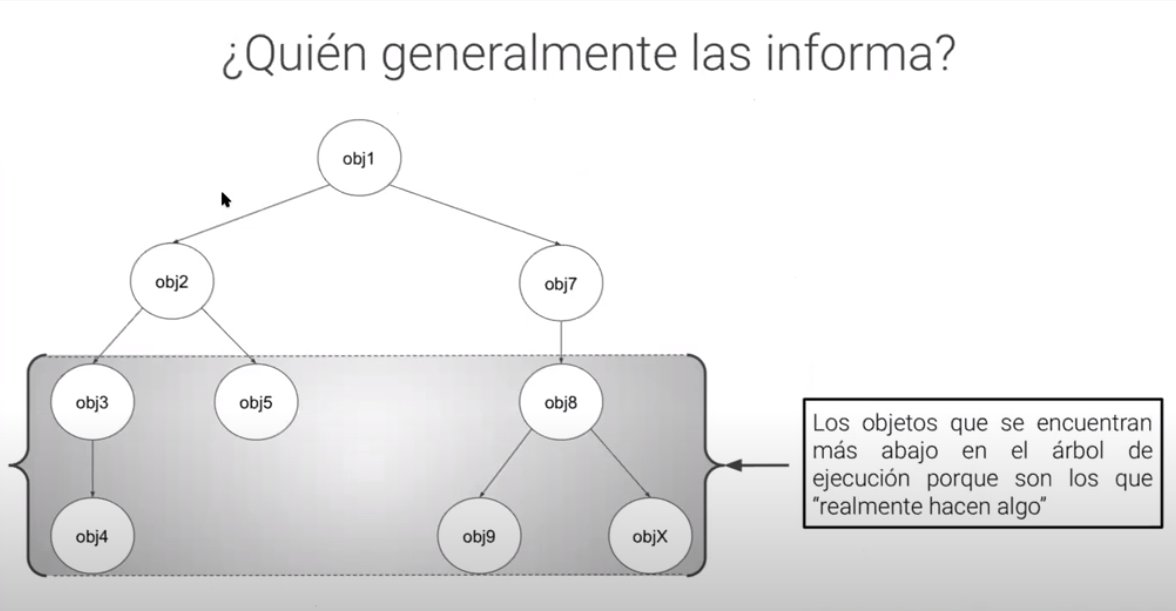 ¿Quién generalmente las informa?
obj1
obj2
obj7
obj3
obj5
obj8
Los objetos que se encuentran
más abajo en el árbol de
ejecución porque son los que
"realmente hacen algo"
obj4
obj9
objX